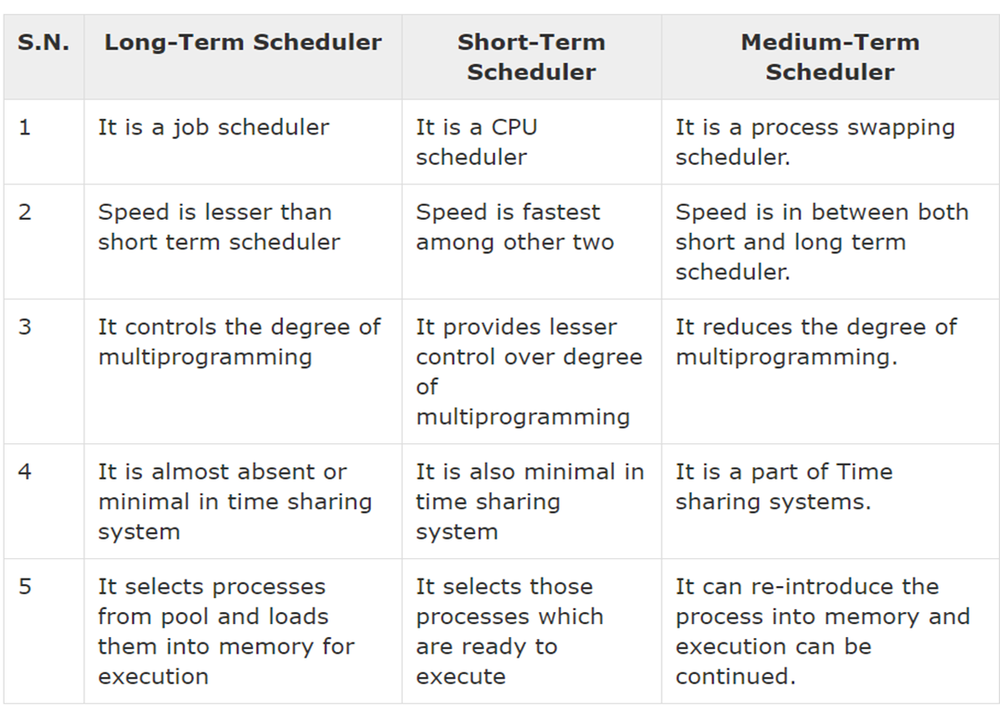 S.N.
Long-Term Scheduler
Short-Term
Scheduler
Medium-Term
Scheduler
1
It is a job scheduler
It is a CPU
scheduler
It is a process swapping
scheduler.
2
Speed is lesser than
short term scheduler
Speed is fastest
among other two
Speed is in between both
short and long term
scheduler.
3
It controls the degree of
multiprogramming
It provides lesser
control over degree
of
multiprogramming
It reduces the degree of
multiprogramming.
4
It is almost absent or
minimal in time sharing
system
It is also minimal in
time sharing
system
It is a part of Time
sharing systems.
5
It selects processes
from pool and loads
them into memory for
execution
It selects those
processes which
are ready to
execute
It can re-introduce the
process into memory and
execution can be
continued.